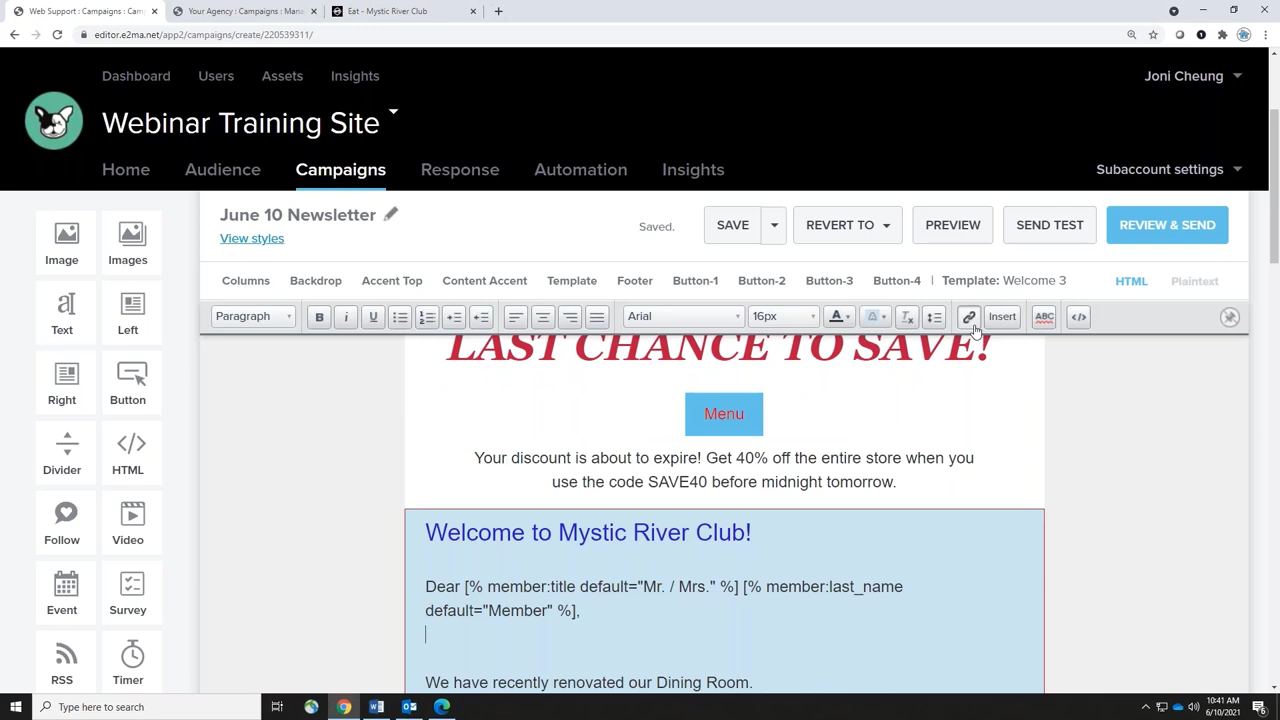 Web Support : Campaigns : Cam
Your Agency : Campaigns : Mana
Eat - Mystic River Club
editor.e2ma.net/app2/campaigns/create/220539311/
Dashboard Users Assets Insights
Joni Cheung
Webinar Training Site
Home Audience Campaigns Response Automation Insights
Subaccount settings
June 10 Newsletter
View styles
Saved.
SAVE
REVERT TO
PREVIEW
SEND TEST
REVIEW & SEND
Columns Backdrop Accent Top Content Accent Template Footer Button-1 Button-2 Button-3 Button-4 | Template: Welcome 3
HTML Plaintext
Paragraph
B i U
Arial
16px
A
Insert
ABC
Image Images
Text Left
Right Button
Divider HTML
Follow Video
Event Survey
RSS Timer
LAST CHANCE TO SAVE!
Menu
Your discount is about to expire! Get 40% off the entire store when you
use the code SAVE40 before midnight tomorrow.
Welcome to Mystic River Club!
Dear [% member:title default="Mr. / Mrs." %] [% member:last_name
default="Member" %],
We have recently renovated our Dining Room.
Type here to search
10:41 AM
6/10/2021